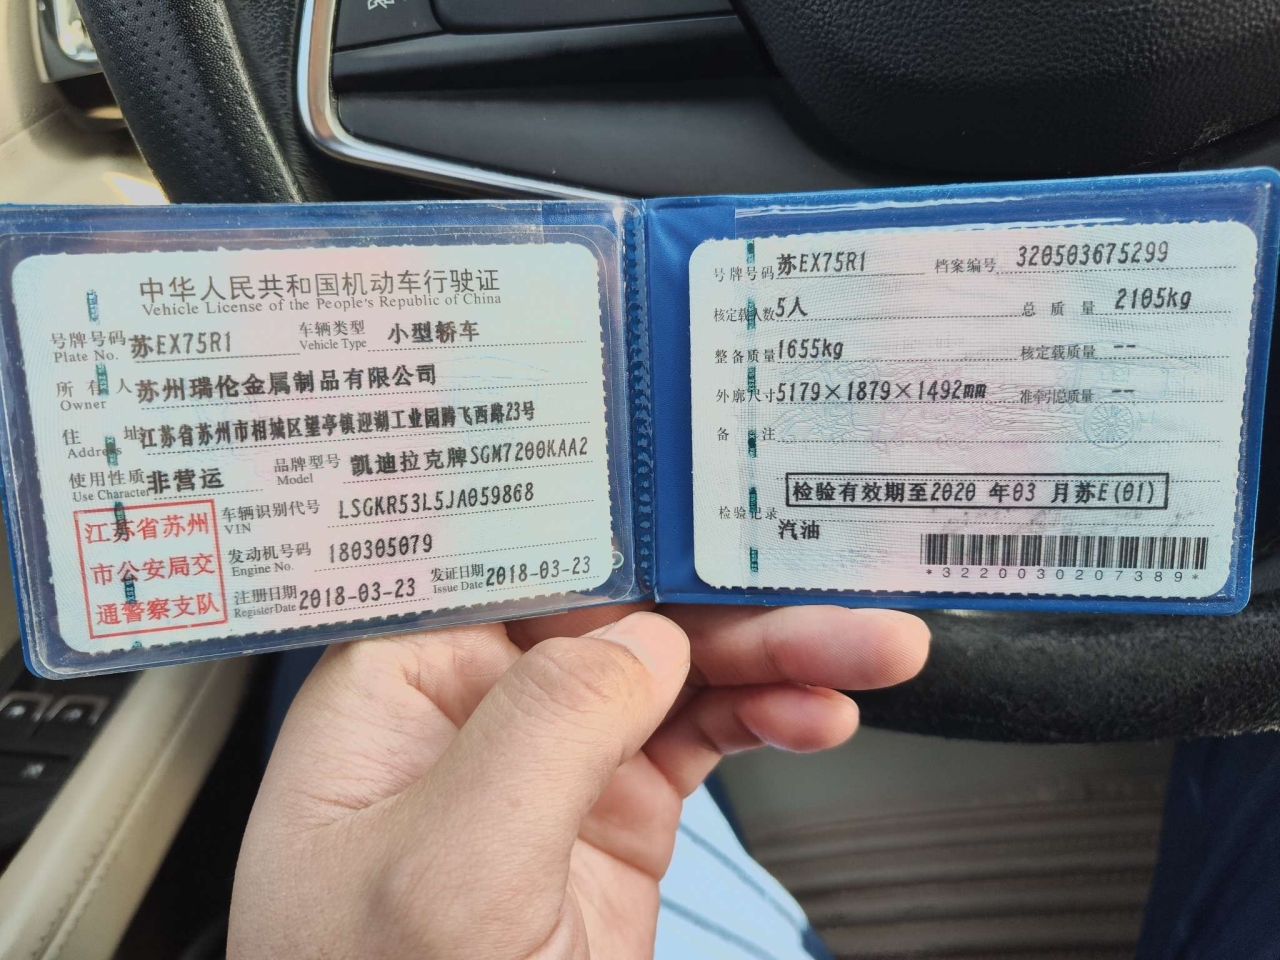 中华人民共和国机动车行驶证
Vehicle License of the People's Republic of China
号牌号码 苏EX75R1 车辆类型 小型轿车
Plate No. Vehicle Type
所有人 苏州瑞伦金属制品有限公司
Owner
住址 江苏省苏州市相城区望亭镇迎湖工业园腾飞西路23号
Address
使用性质 非营运 品牌型号 凯迪拉克牌SGM7200KAA2
Use Character Model
江苏省苏州
市公安局交
通警察支队
车辆识别代号 LSGKR53L5JA059868
VIN
发动机号码 180305079
Engine No.
注册日期 2018-03-23 发证日期 2018-03-23
Register Date Issue Date
号牌号码 苏EX75R1 档案编号 320503675299
核定载人数 5人 总质量 2105kg
整备质量 1655kg 核定载质量 --
外廓尺寸 5179×1879×1492mm 准牵引总质量 --
备注
检验有效期至2020 年03 月苏E(01)
检验记录
汽油
*3220030207389*